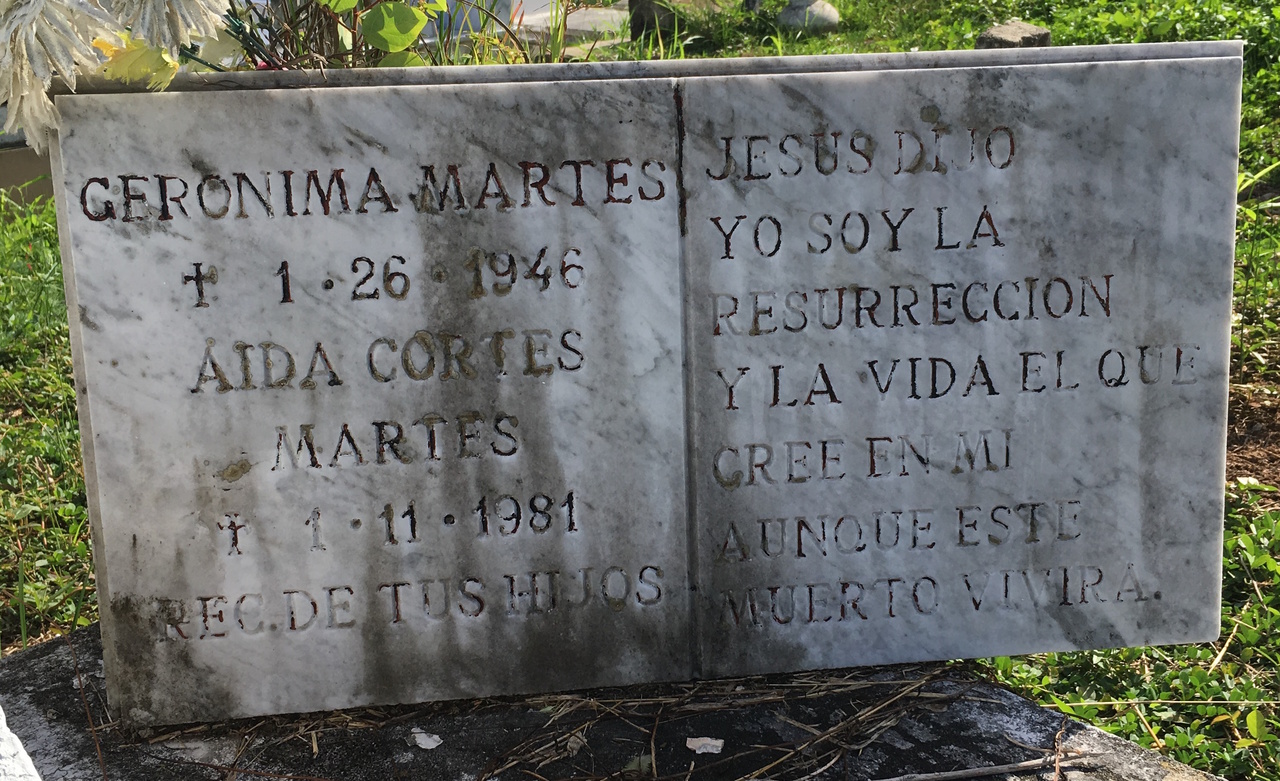 GERONIMA MARTES
✝ 1·26·1946
AIDA CORTES
MARTES
✝ 1·11·1981
REC.DE TUS HIJOS
JESUS DIJO
YO SOY LA
RESURRECCION
Y LA VIDA EL QUE
CREE EN MI
AUNQUE ESTE
MUERTO VIVIRA.